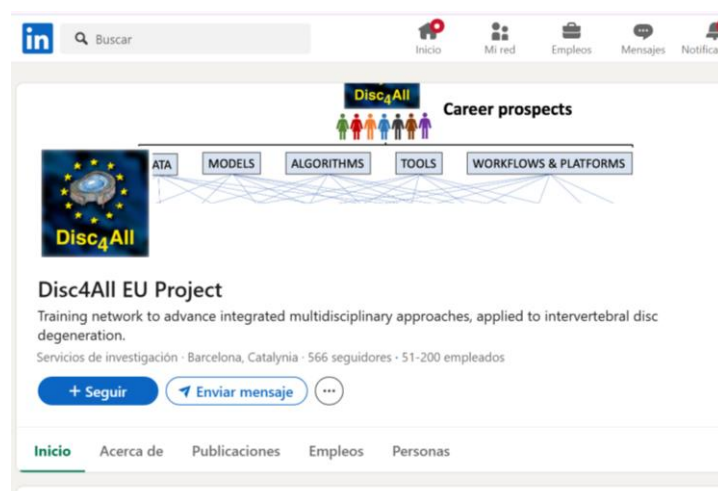 in
Buscar
Inicio
Mi red
Empleos
Mensajes
Disc4All
Career prospects
ATA
MODELS
ALGORITHMS
TOOLS
WORKFLOWS & PLATFORMS
Disc4All
Disc4All EU Project
Training network to advance integrated multidisciplinary approaches, applied to intervertebral disc
degeneration.
Servicios de investigación · Barcelona, Catalynia · 566 seguidores · 51-200 empleados
+ Seguir
Enviar mensaje
Inicio
Acerca de
Publicaciones
Empleos
Personas